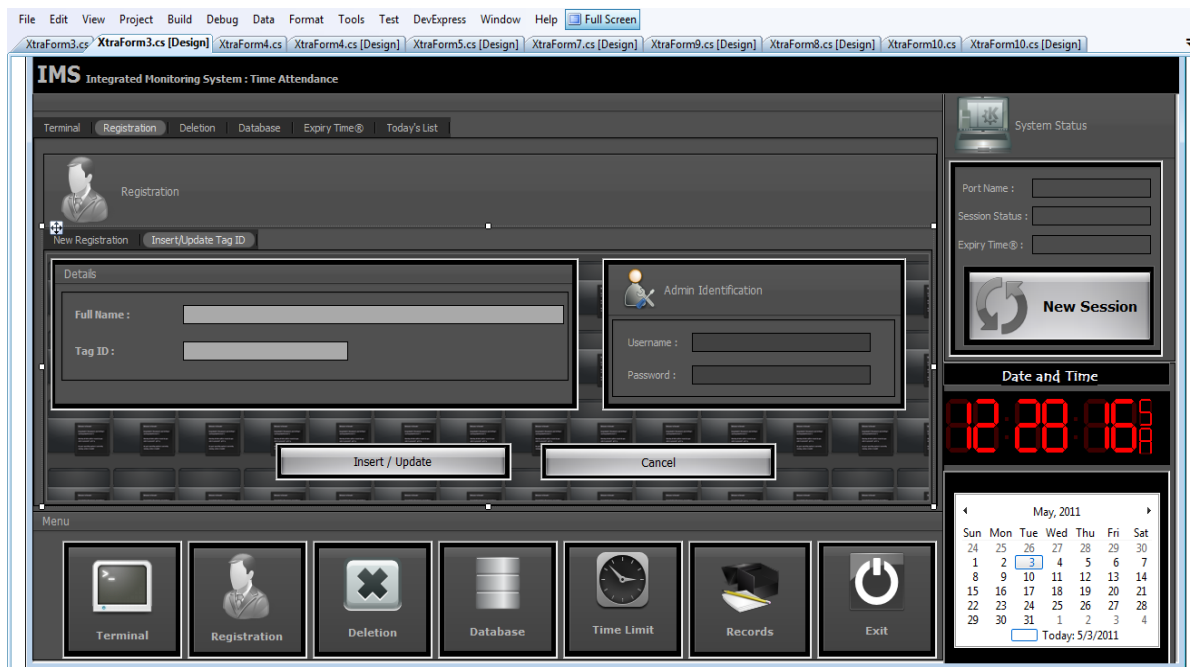 File Edit View Project Build Debug Data Format Tools Test DevExpress Window Help Full Screen
XtraForm3.cs XtraForm3.cs [Design] XtraForm4.cs XtraForm4.cs [Design] XtraForm5.cs [Design] XtraForm7.cs [Design] XtraForm9.cs [Design] XtraForm8.cs [Design] XtraForm10.cs XtraForm10.cs [Design]
IMS Integrated Monitoring System : Time Attendance
Terminal Registration Deletion Database Expiry Time® Today's List
Registration
New Registration Insert/Update Tag ID
Details
Full Name :
Tag ID :
Admin Identification
Username :
Password :
Insert / Update Cancel
System Status
Port Name :
Session Status :
Expiry Time® :
New Session
Date and Time
12 28 16 S A
May, 2011
Sun Mon Tue Wed Thu Fri Sat
24 25 26 27 28 29 30
1 2 3 4 5 6 7
8 9 10 11 12 13 14
15 16 17 18 19 20 21
22 23 24 25 26 27 28
29 30 31 1 2 3 4
Today: 5/3/2011
Menu
Terminal Registration Deletion Database Time Limit Records Exit